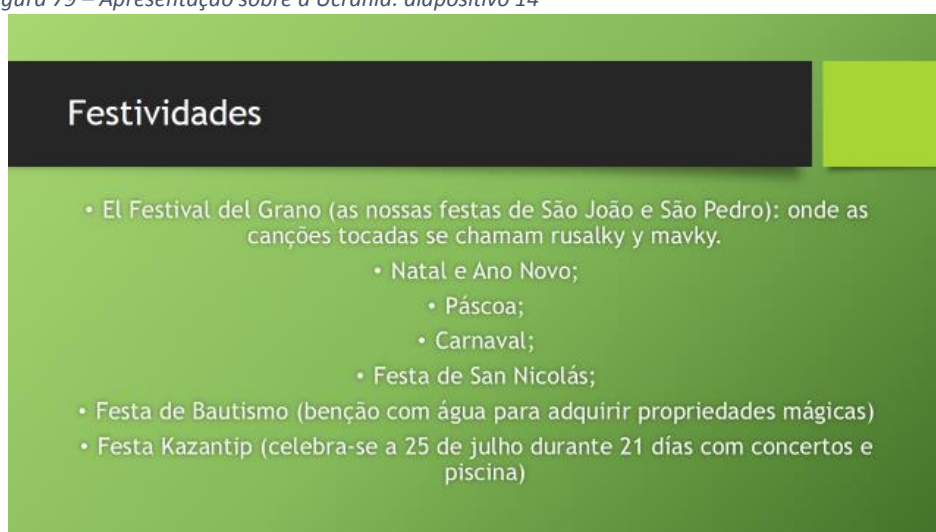 gura 79 – Apresentação sobre a Ucrânia: diapositivo 14
Festividades
• El Festival del Grano (as nossas festas de São João e São Pedro): onde as
canções tocadas se chamam rusalky y mavky.
• Natal e Ano Novo;
• Páscoa;
• Carnaval;
• Festa de San Nicolás;
• Festa de Bautismo (benção com água para adquirir propriedades mágicas)
• Festa Kazantip (celebra-se a 25 de julho durante 21 días com concertos e
piscina)